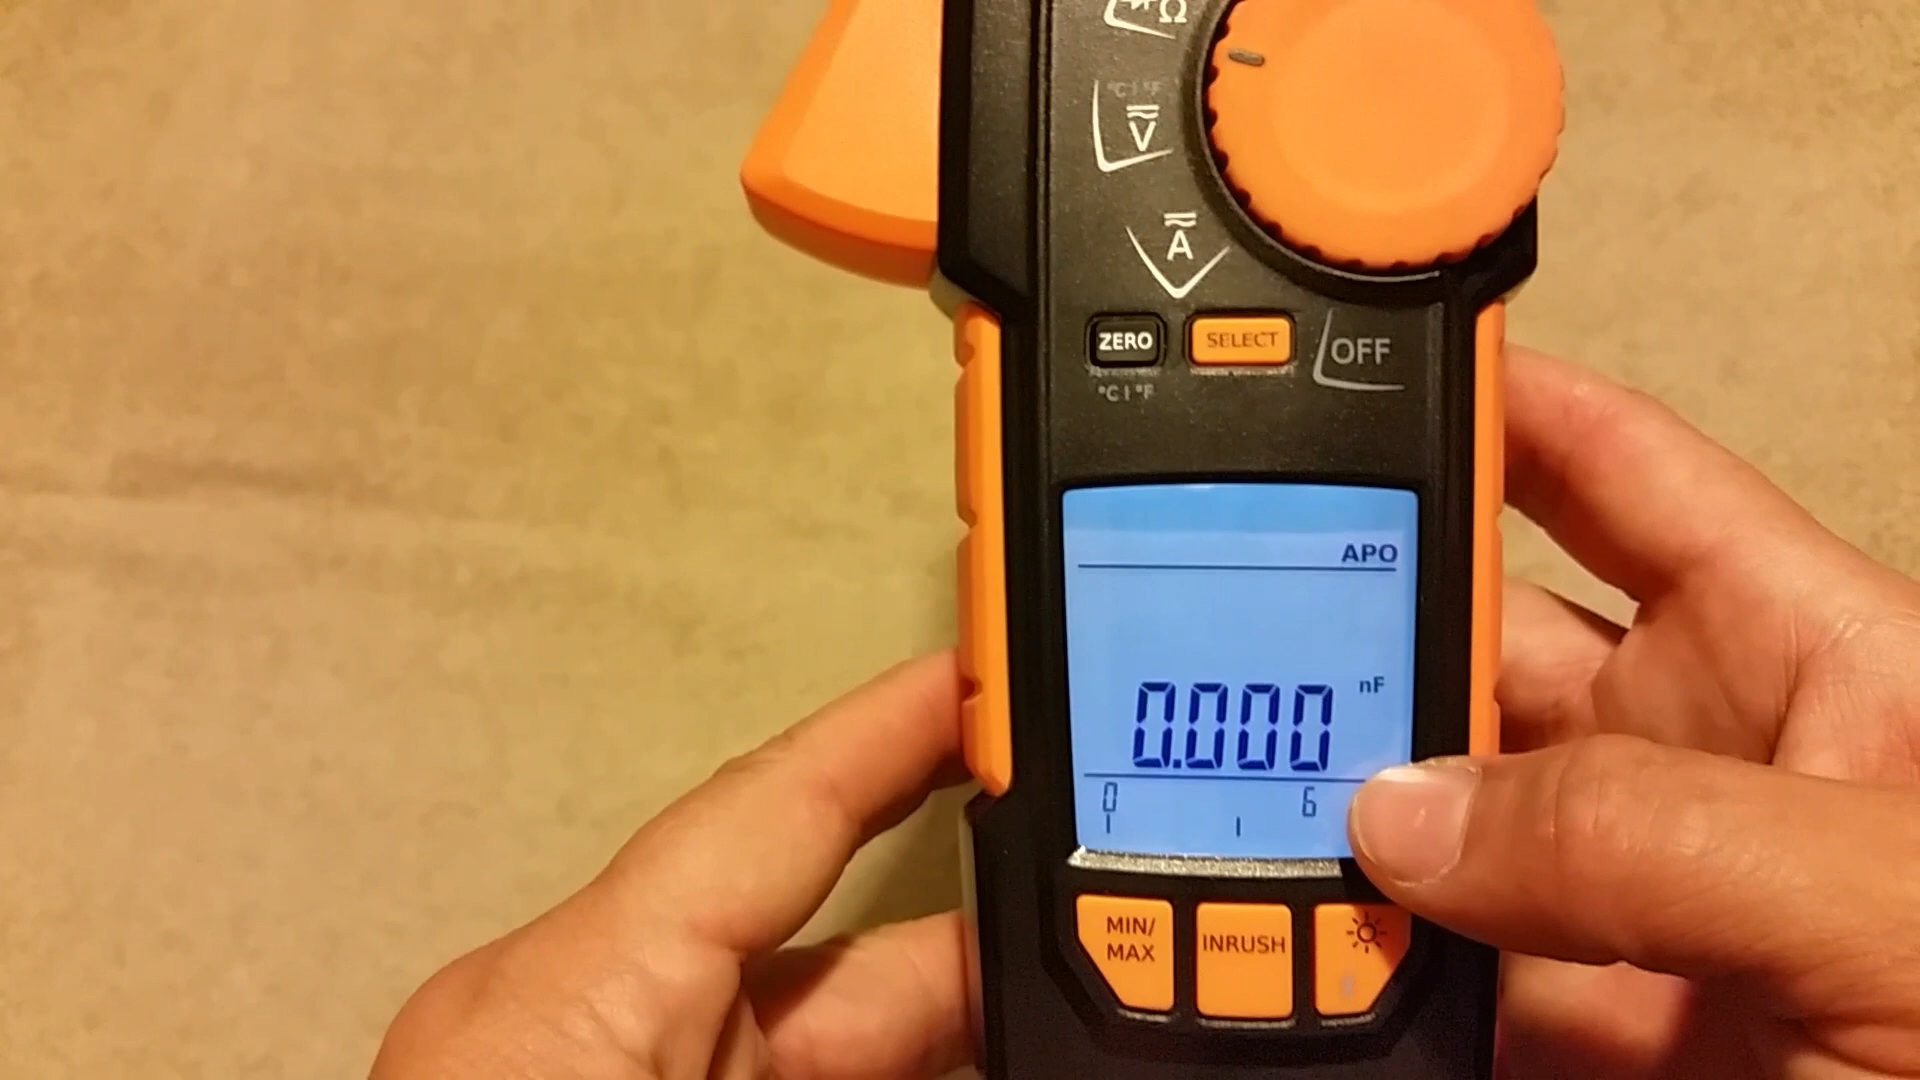 Ω
°C | °F
V
A
ZERO SELECT OFF
°C | °F
APO
0.000 nF
0 6
MIN/
MAX
INRUSH